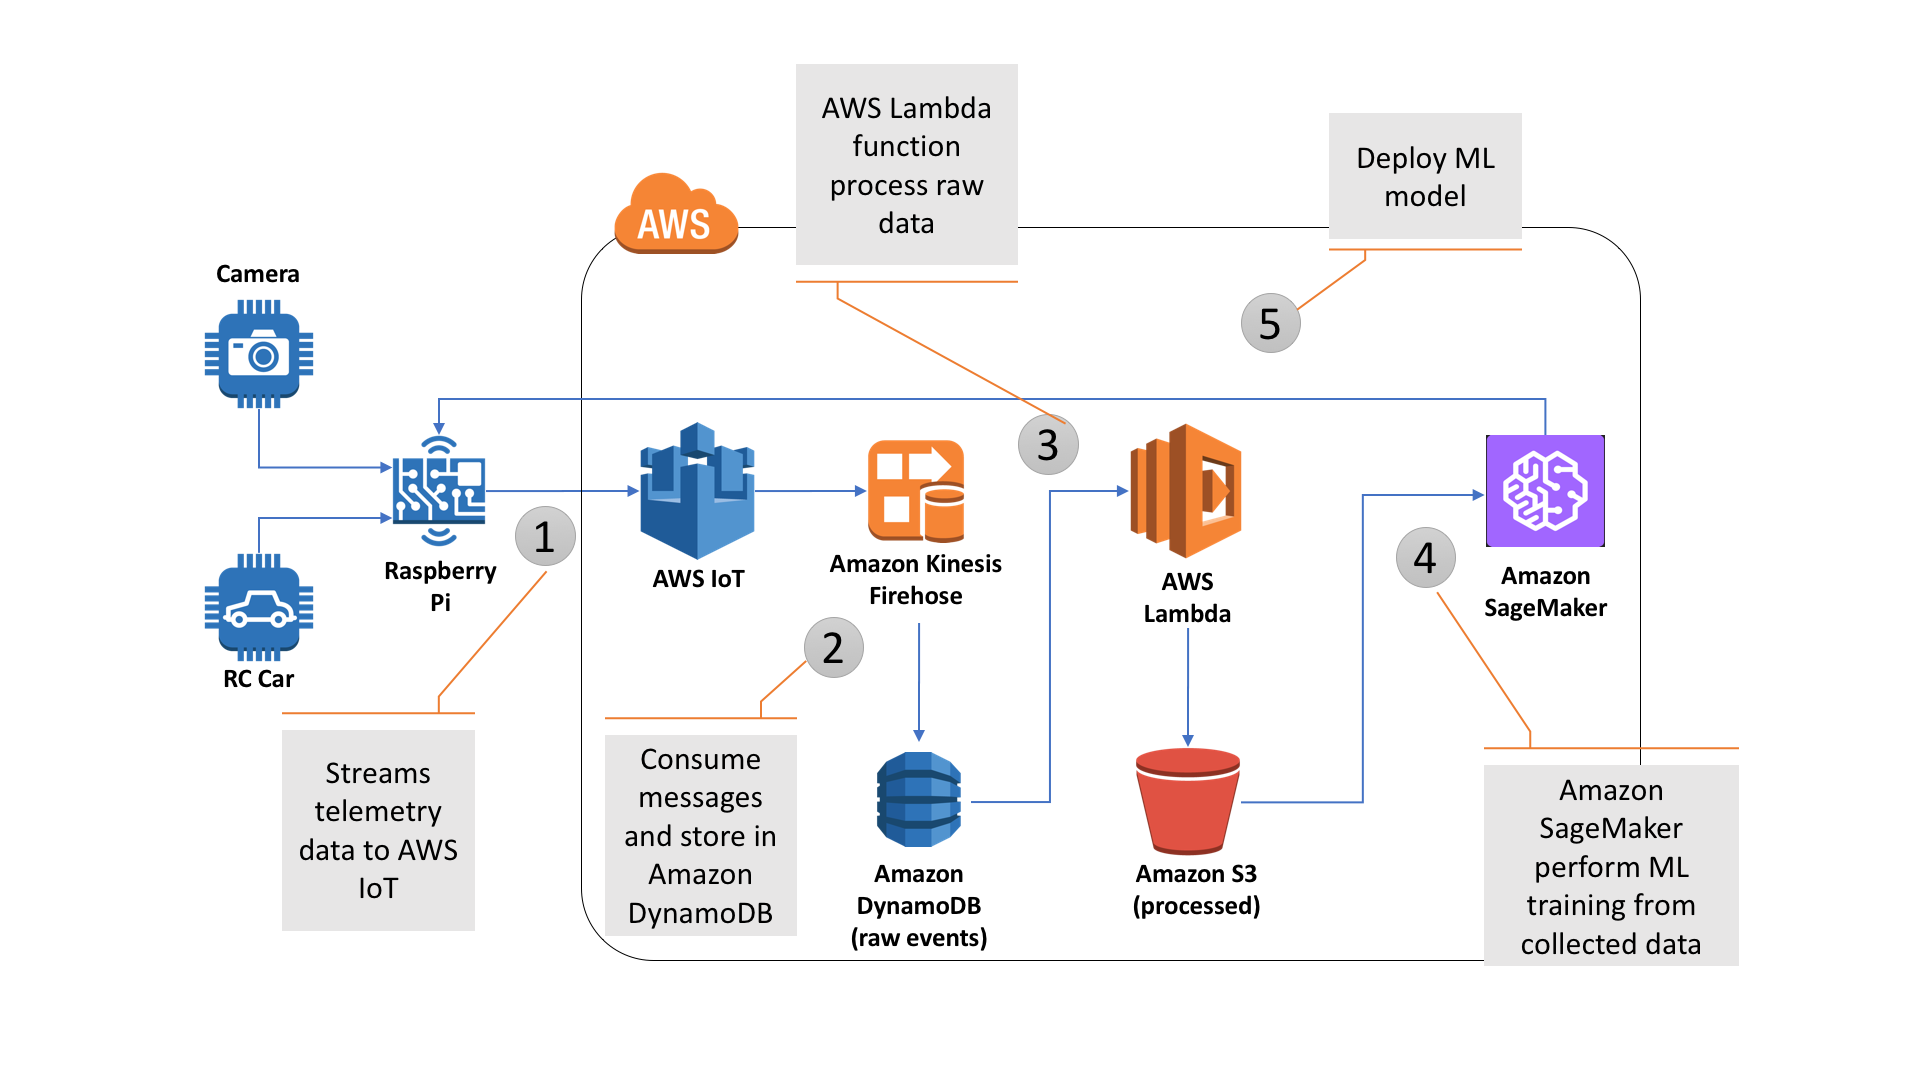 AWS Lambda
function
process raw
data
Deploy ML
model
AWS
Camera
5
3
1
Raspberry
Pi
AWS IoT
Amazon Kinesis
Firehose
AWS
Lambda
4
Amazon
SageMaker
RC Car
2
Streams
telemetry
data to AWS
IoT
Consume
messages
and store in
Amazon
DynamoDB
Amazon
DynamoDB
(raw events)
Amazon S3
(processed)
Amazon
SageMaker
perform ML
training from
collected data